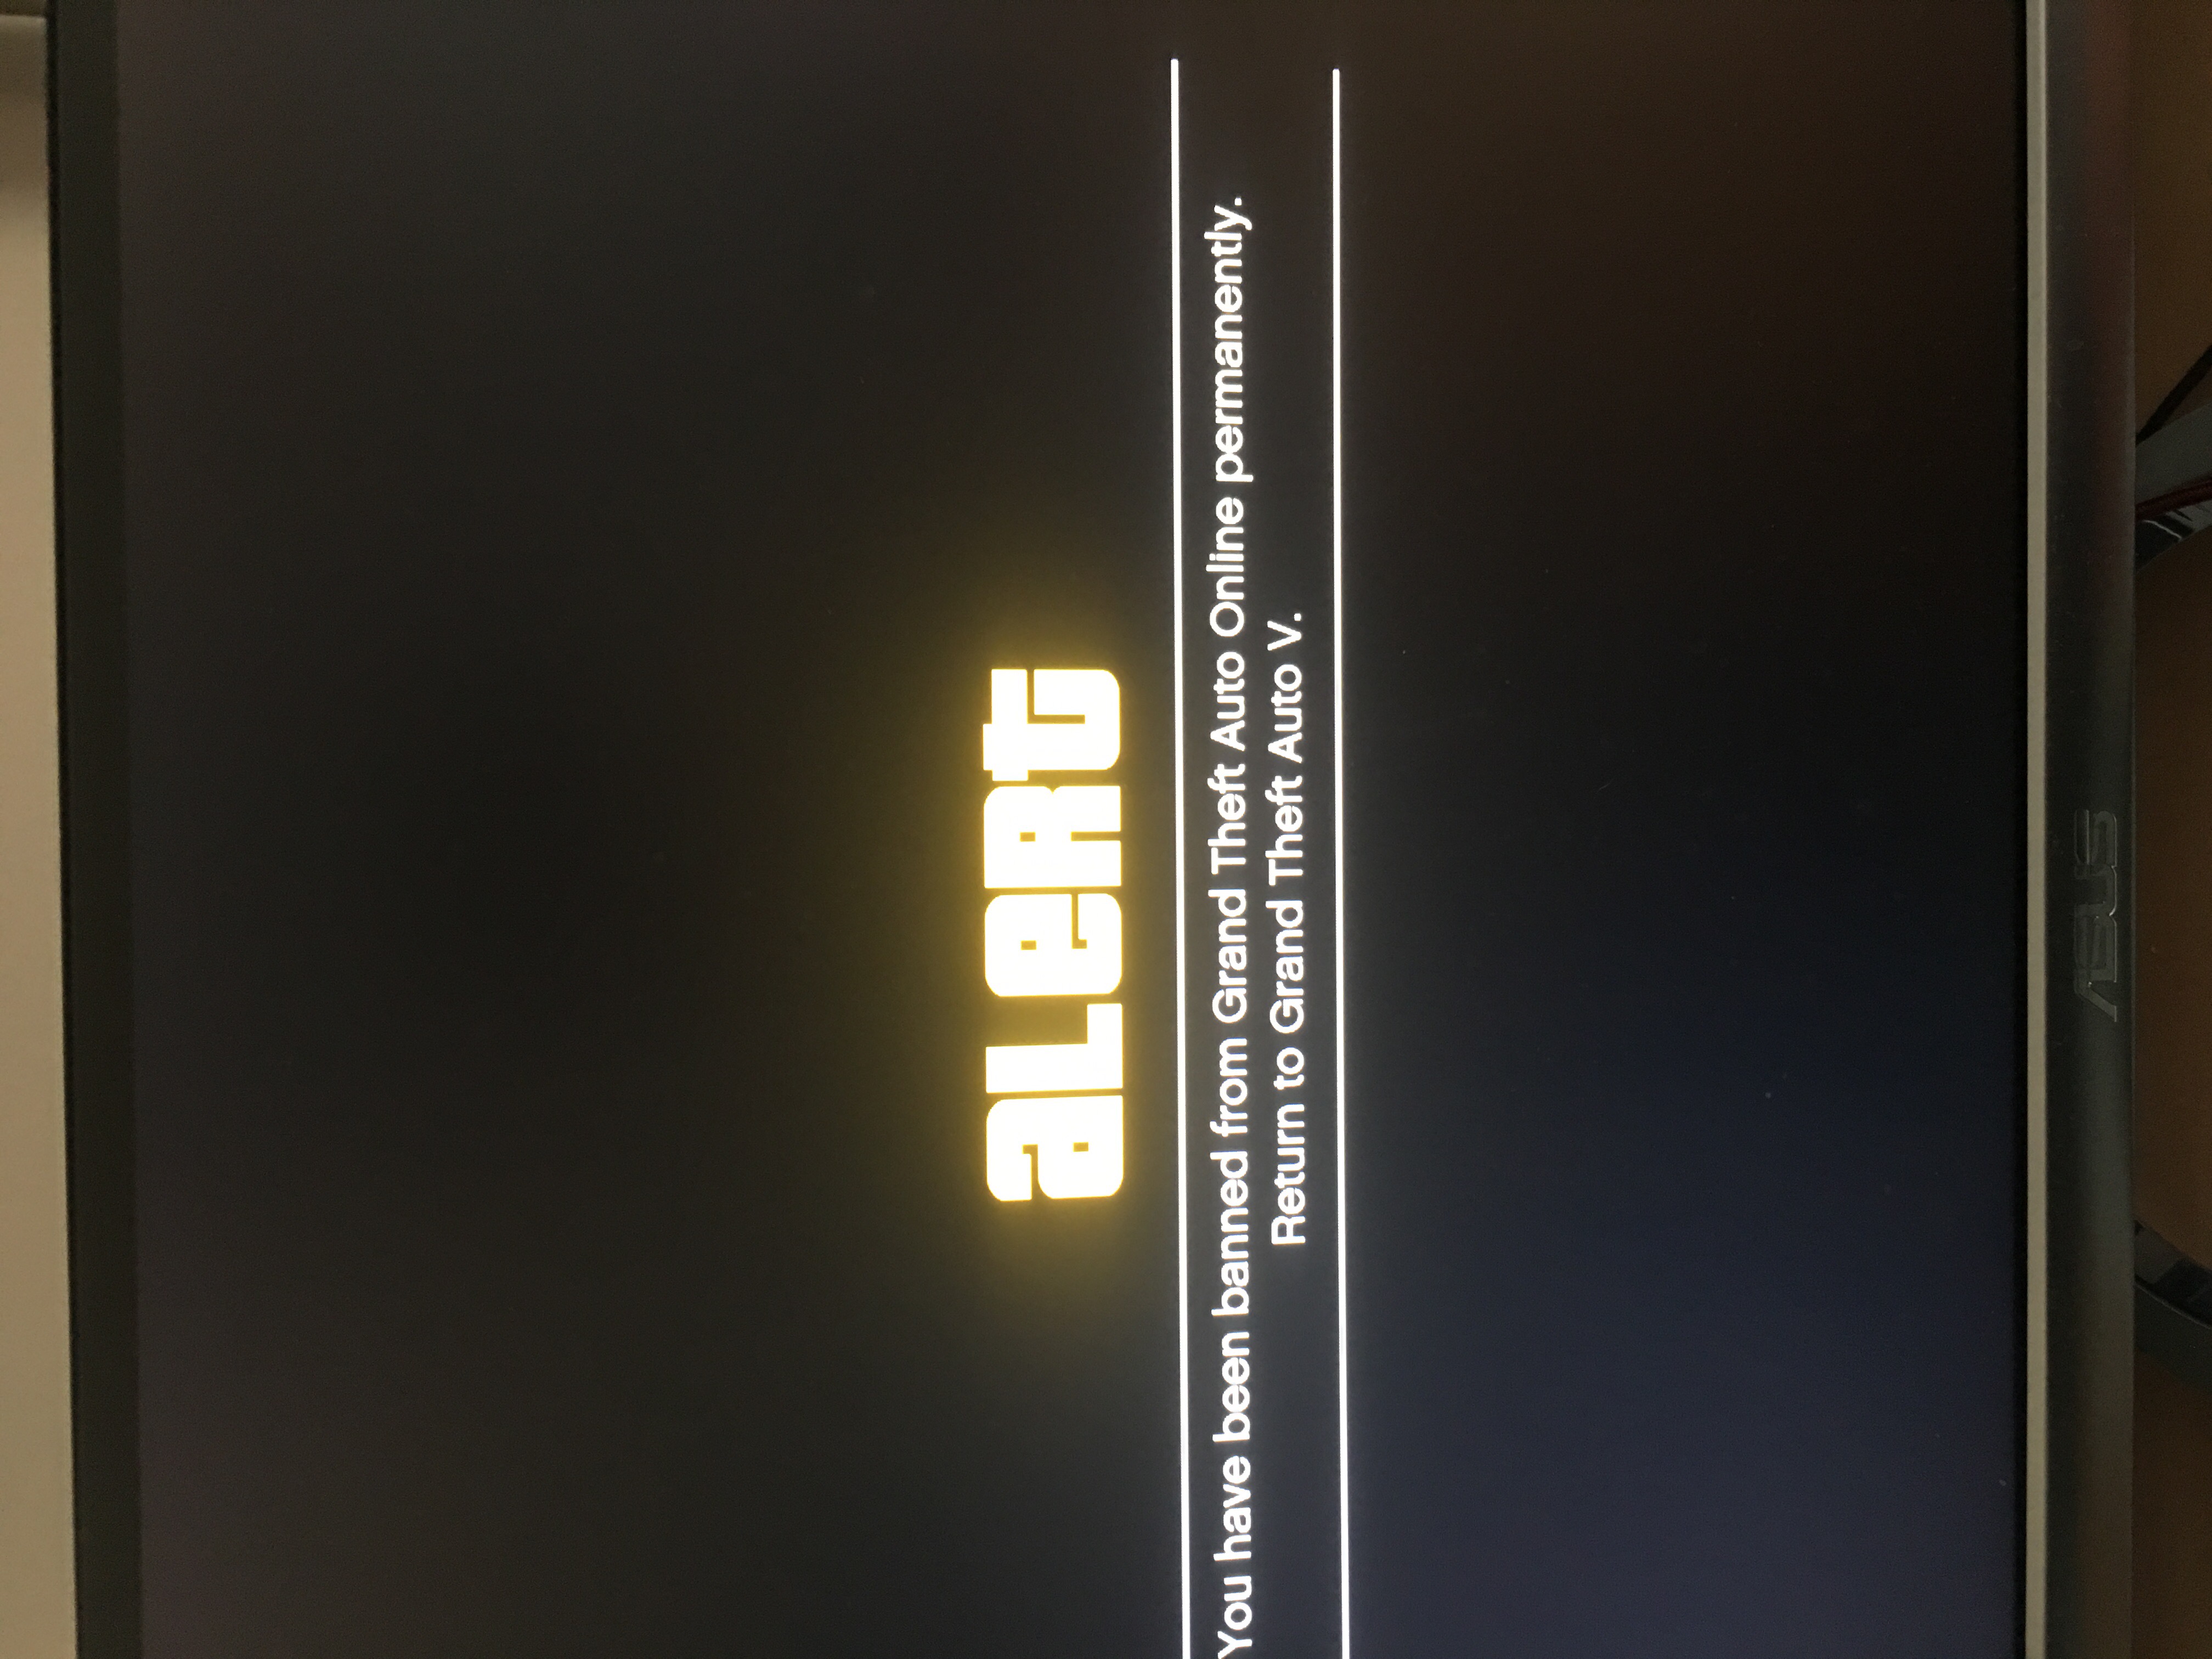 aLeRt
You have been banned from Grand Theft Auto Online permanently.
Return to Grand Theft Auto V.
ASUS